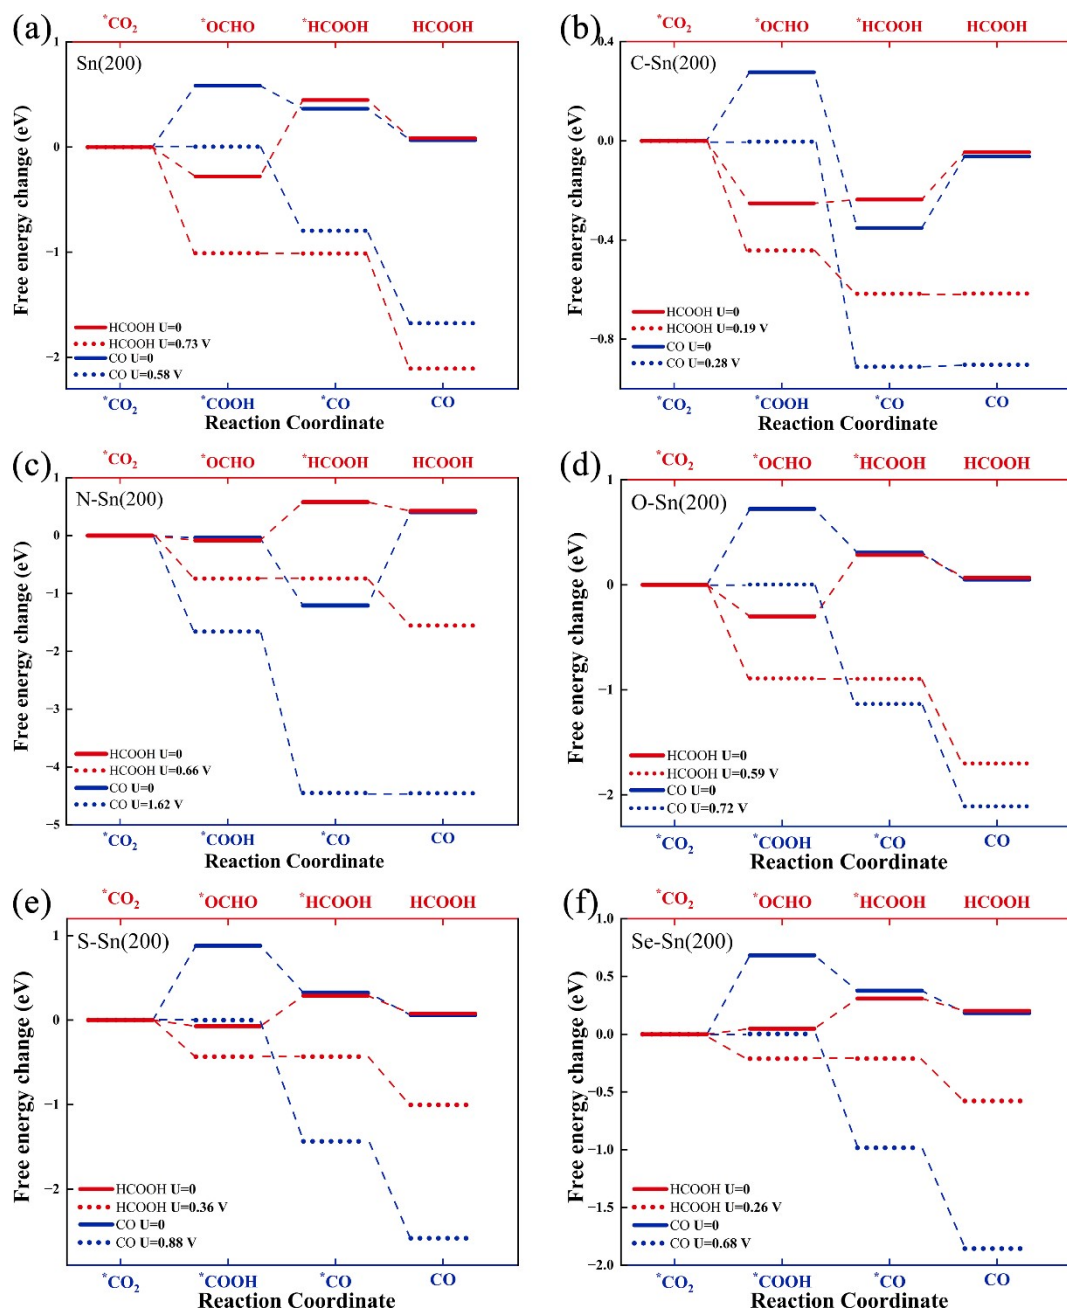 (a)
*CO2 *OCHO *HCOOH HCOOH
Sn(200)
Free energy change (eV)
1
0
−1
−2
HCOOH U=0
HCOOH U=0.73 V
CO U=0
CO U=0.58 V
*CO2 *COOH *CO CO
Reaction Coordinate
(b)
*CO2 *OCHO *HCOOH HCOOH
C-Sn(200)
Free energy change (eV)
0.4
0.0
−0.4
−0.8
HCOOH U=0
HCOOH U=0.19 V
CO U=0
CO U=0.28 V
*CO2 *COOH *CO CO
Reaction Coordinate
(c)
*CO2 *OCHO *HCOOH HCOOH
N-Sn(200)
Free energy change (eV)
1
0
−1
−2
−3
−4
−5
HCOOH U=0
HCOOH U=0.66 V
CO U=0
CO U=1.62 V
*CO2 *COOH *CO CO
Reaction Coordinate
(d)
*CO2 *OCHO *HCOOH HCOOH
O-Sn(200)
Free energy change (eV)
1
0
−1
−2
HCOOH U=0
HCOOH U=0.59 V
CO U=0
CO U=0.72 V
*CO2 *COOH *CO CO
Reaction Coordinate
(e)
*CO2 *OCHO *HCOOH HCOOH
S-Sn(200)
Free energy change (eV)
1
0
−1
−2
HCOOH U=0
HCOOH U=0.36 V
CO U=0
CO U=0.88 V
*CO2 *COOH *CO CO
Reaction Coordinate
(f)
*CO2 *OCHO *HCOOH HCOOH
Se-Sn(200)
Free energy change (eV)
1.0
0.5
0.0
−0.5
−1.0
−1.5
−2.0
HCOOH U=0
HCOOH U=0.26 V
CO U=0
CO U=0.68 V
*CO2 *COOH *CO CO
Reaction Coordinate